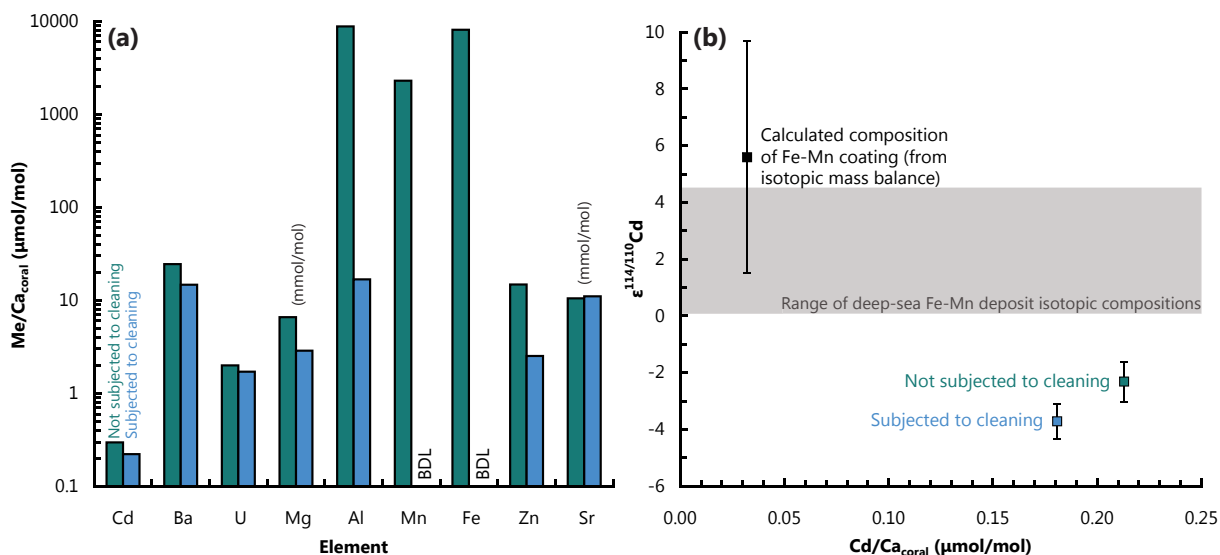 (a)
10000
1000
100
10
1
0.1
Me/Ca_coral (µmol/mol)
Not subjected to cleaning
Subjected to cleaning
(mmol/mol)
BDL
BDL
(mmol/mol)
Cd Ba U Mg Al Mn Fe Zn Sr
Element
(b)
10
8
6
4
2
0
-2
-4
-6
ε^114/110Cd
Calculated composition
of Fe-Mn coating (from
isotopic mass balance)
Range of deep-sea Fe-Mn deposit isotopic compositions
Not subjected to cleaning
Subjected to cleaning
0.00 0.05 0.10 0.15 0.20 0.25
Cd/Ca_coral (µmol/mol)